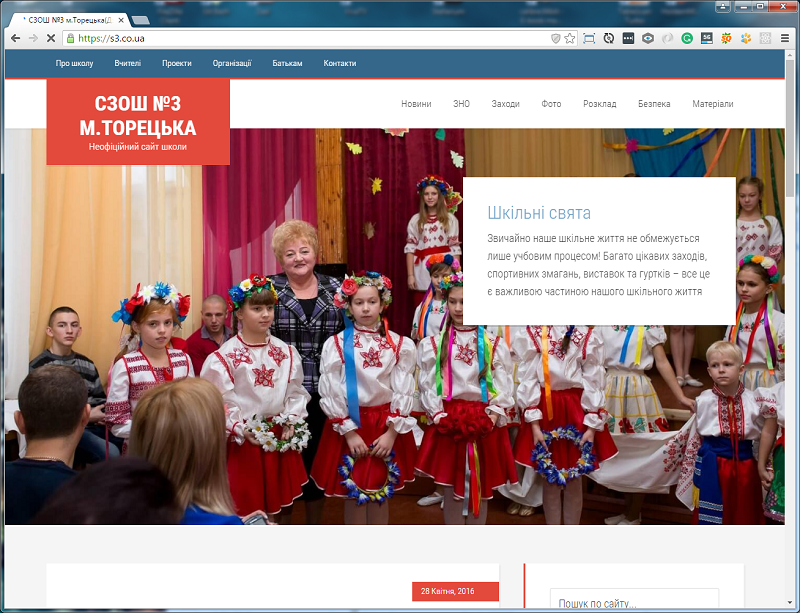 * СЗОШ №3 м.Торецька(Д
https://s3.co.ua
Про школу Вчителі Проекти Організації Батькам Контакти
СЗОШ №3
М.ТОРЕЦЬКА
Неофіційний сайт школи
Новини ЗНО Заходи Фото Розклад Безпека Матеріали
Шкільні свята
Звичайно наше шкільне життя не обмежується
лише учбовим процесом! Багато цікавих заходів,
спортивних змагань, виставок та гуртків – все це
є важливою частиною нашого шкільного життя
28 Квітня, 2016
Пошук по сайту...